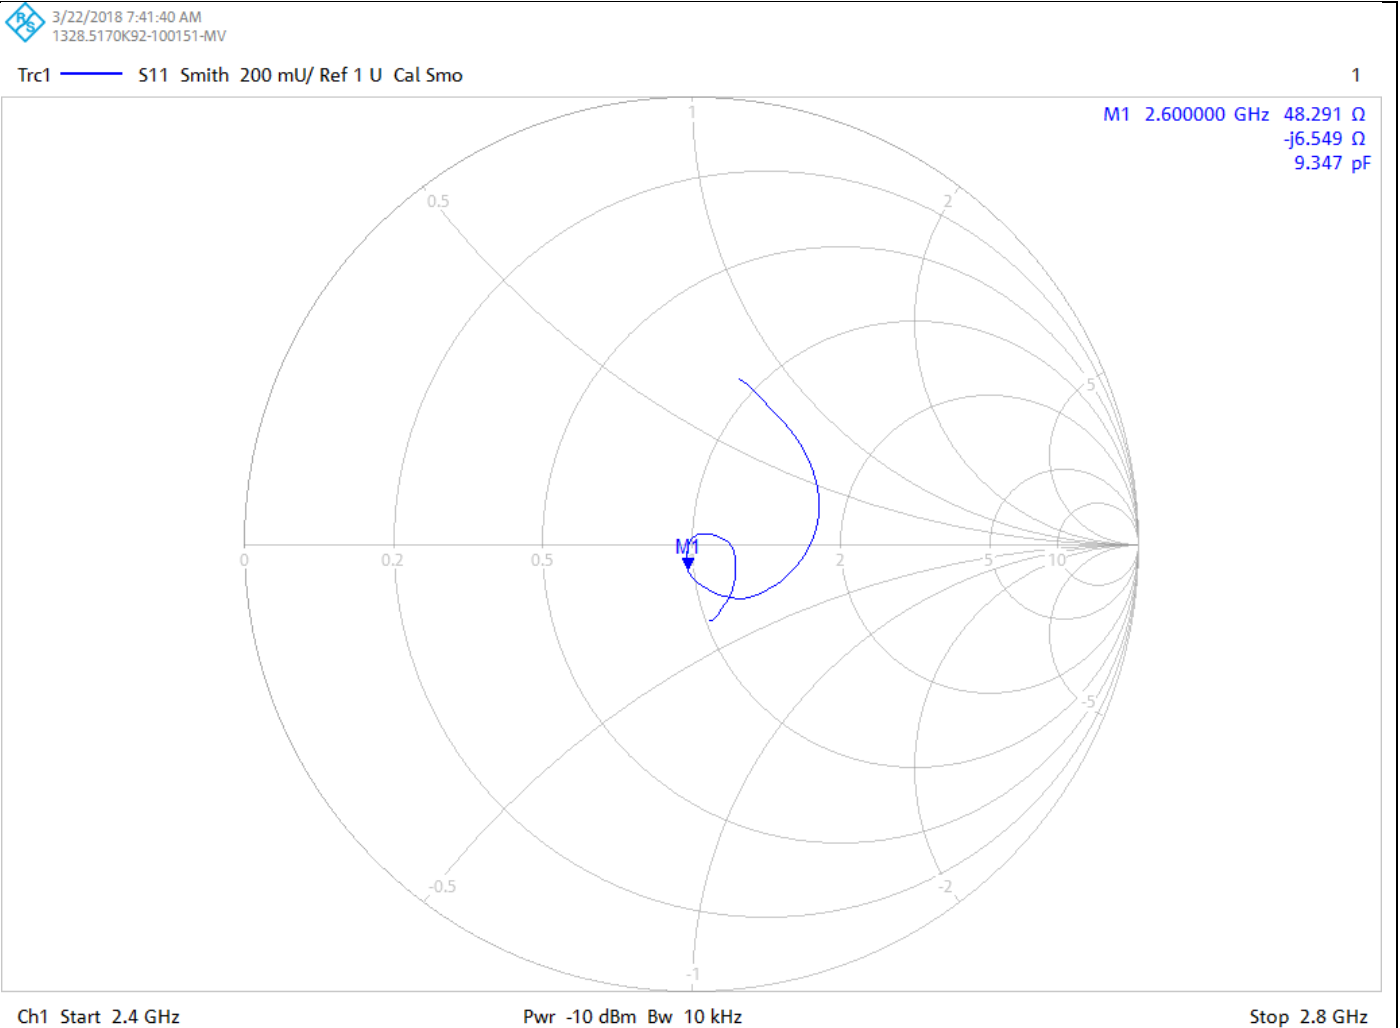 R&S
3/22/2018 7:41:40 AM
1328.5170K92-100151-MV
Trc1 S11 Smith 200 mU/ Ref 1 U Cal Smo 1
M1 2.600000 GHz 48.291 Ω
-j6.549 Ω
9.347 pF
1
0.5 2
5
M1
0 0.2 0.5 2 5 10
-5
-0.5 -2
-1
Ch1 Start 2.4 GHz Pwr -10 dBm Bw 10 kHz Stop 2.8 GHz